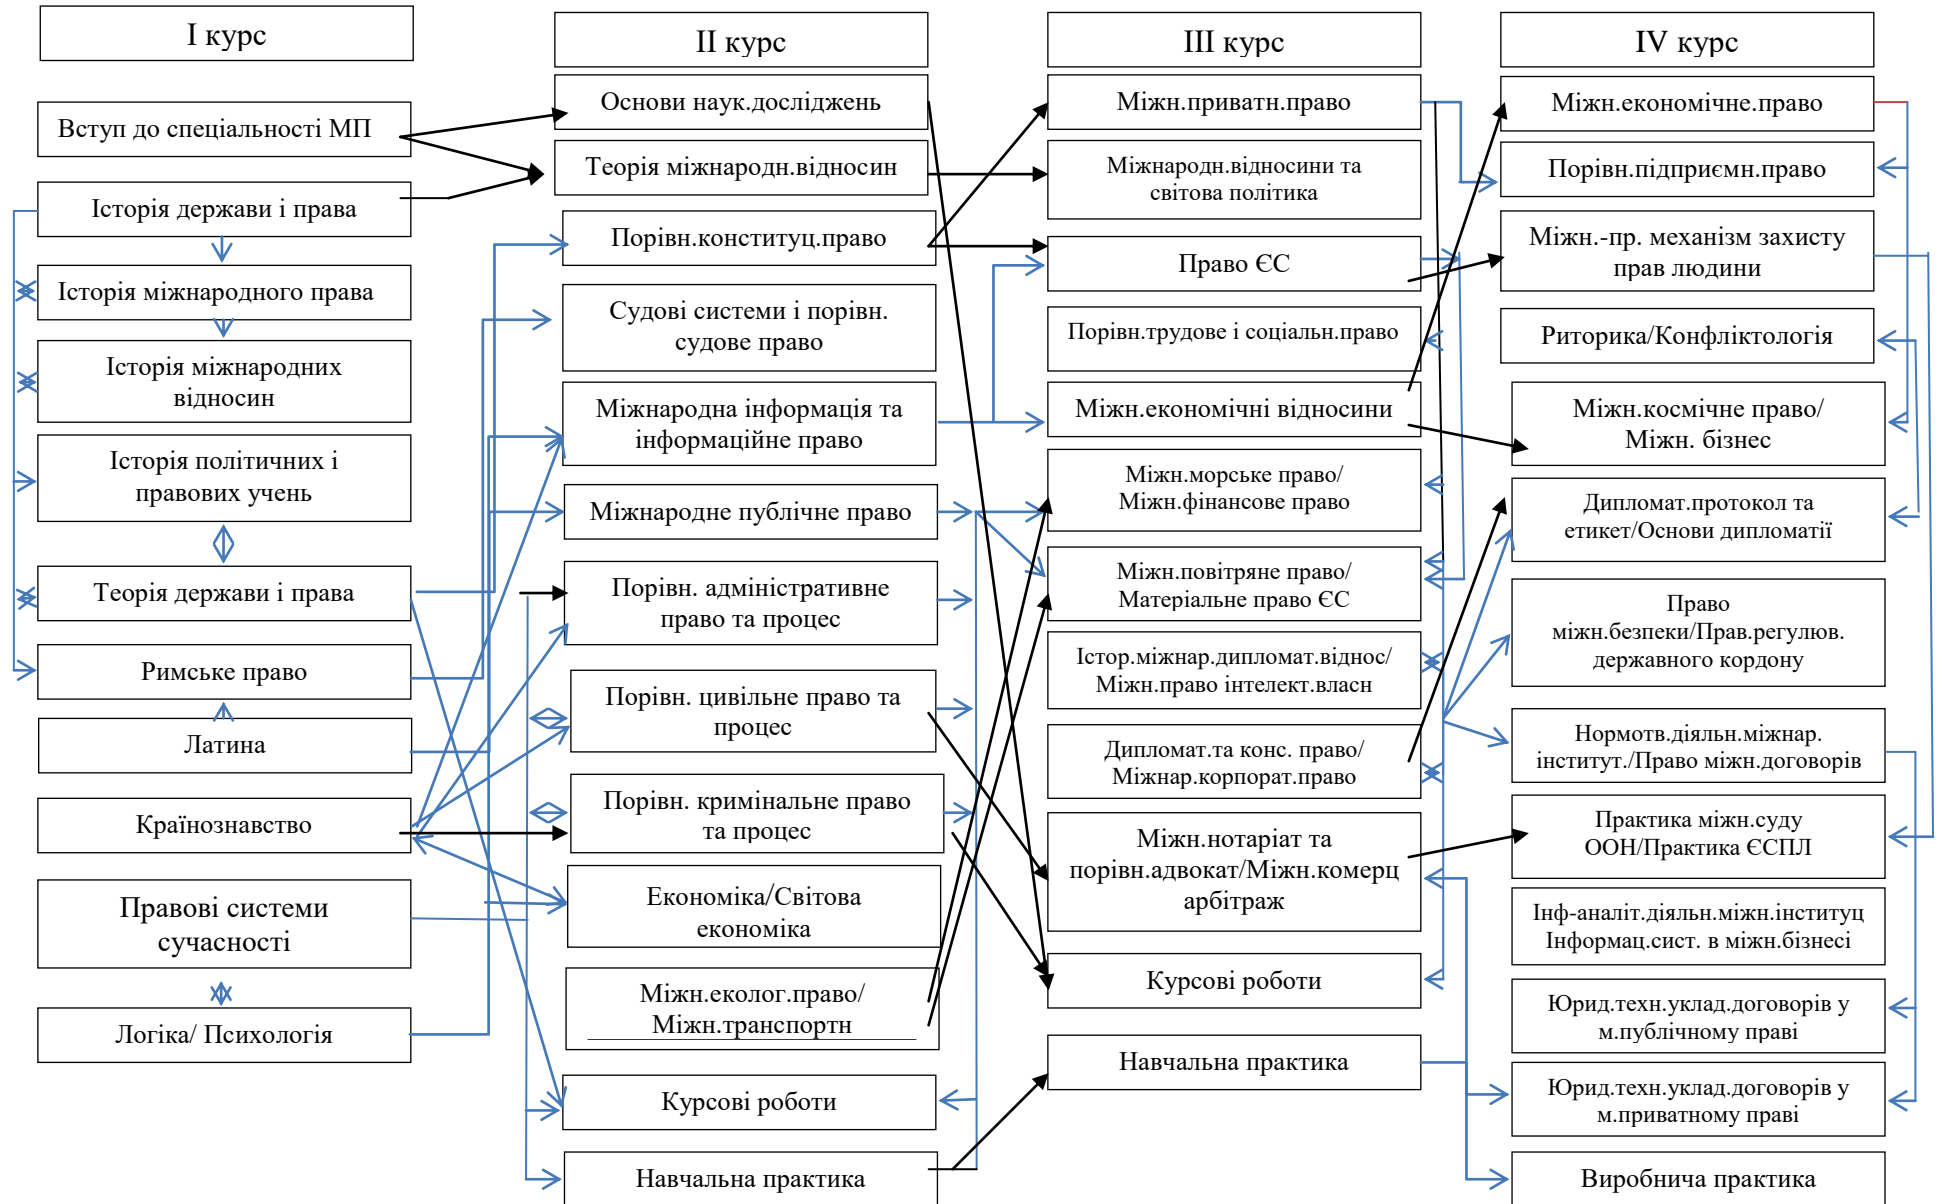 І курс
Вступ до спеціальності МП
Історія держави і права
Історія міжнародного права
Історія міжнародних
відносин
Історія політичних і
правових учень
Теорія держави і права
Римське право
Латина
Країнознавство
Правові системи
сучасності
Логіка/ Психологія
ІІ курс
Основи наук.досліджень
Теорія міжнародн.відносин
Порівн.конституц.право
Судові системи і порівн.
судове право
Міжнародна інформація та
інформаційне право
Міжнародне публічне право
Порівн. адміністративне
право та процес
Порівн. цивільне право та
процес
Порівн. кримінальне право
та процес
Економіка/Світова
економіка
Міжн.еколог.право/
Міжн.транспортн
Курсові роботи
Навчальна практика
ІІІ курс
Міжн.приватн.право
Міжнародн.відносини та
світова політика
Право ЄС
Порівн.трудове і соціальн.право
Міжн.економічні відносини
Міжн.морське право/
Міжн.фінансове право
Міжн.повітряне право/
Матеріальне право ЄС
Істор.міжнар.дипломат.віднос/
Міжн.право інтелект.власн
Дипломат.та конс. право/
Міжнар.корпорат.право
Міжн.нотаріат та
порівн.адвокат/Міжн.комерц
арбітраж
Курсові роботи
Навчальна практика
IV курс
Міжн.економічне.право
Порівн.підприємн.право
Міжн.-пр. механізм захисту
прав людини
Риторика/Конфліктологія
Міжн.космічне право/
Міжн. бізнес
Дипломат.протокол та
етикет/Основи дипломатії
Право
міжн.безпеки/Прав.регулюв.
державного кордону
Нормотв.діяльн.міжнар.
інститут./Право міжн.договорів
Практика міжн.суду
ООН/Практика ЄСПЛ
Інф-аналіт.діяльн.міжн.інституц
Інформац.сист. в міжн.бізнесі
Юрид.техн.уклад.договорів у
м.публічному праві
Юрид.техн.уклад.договорів у
м.приватному праві
Виробнича практика